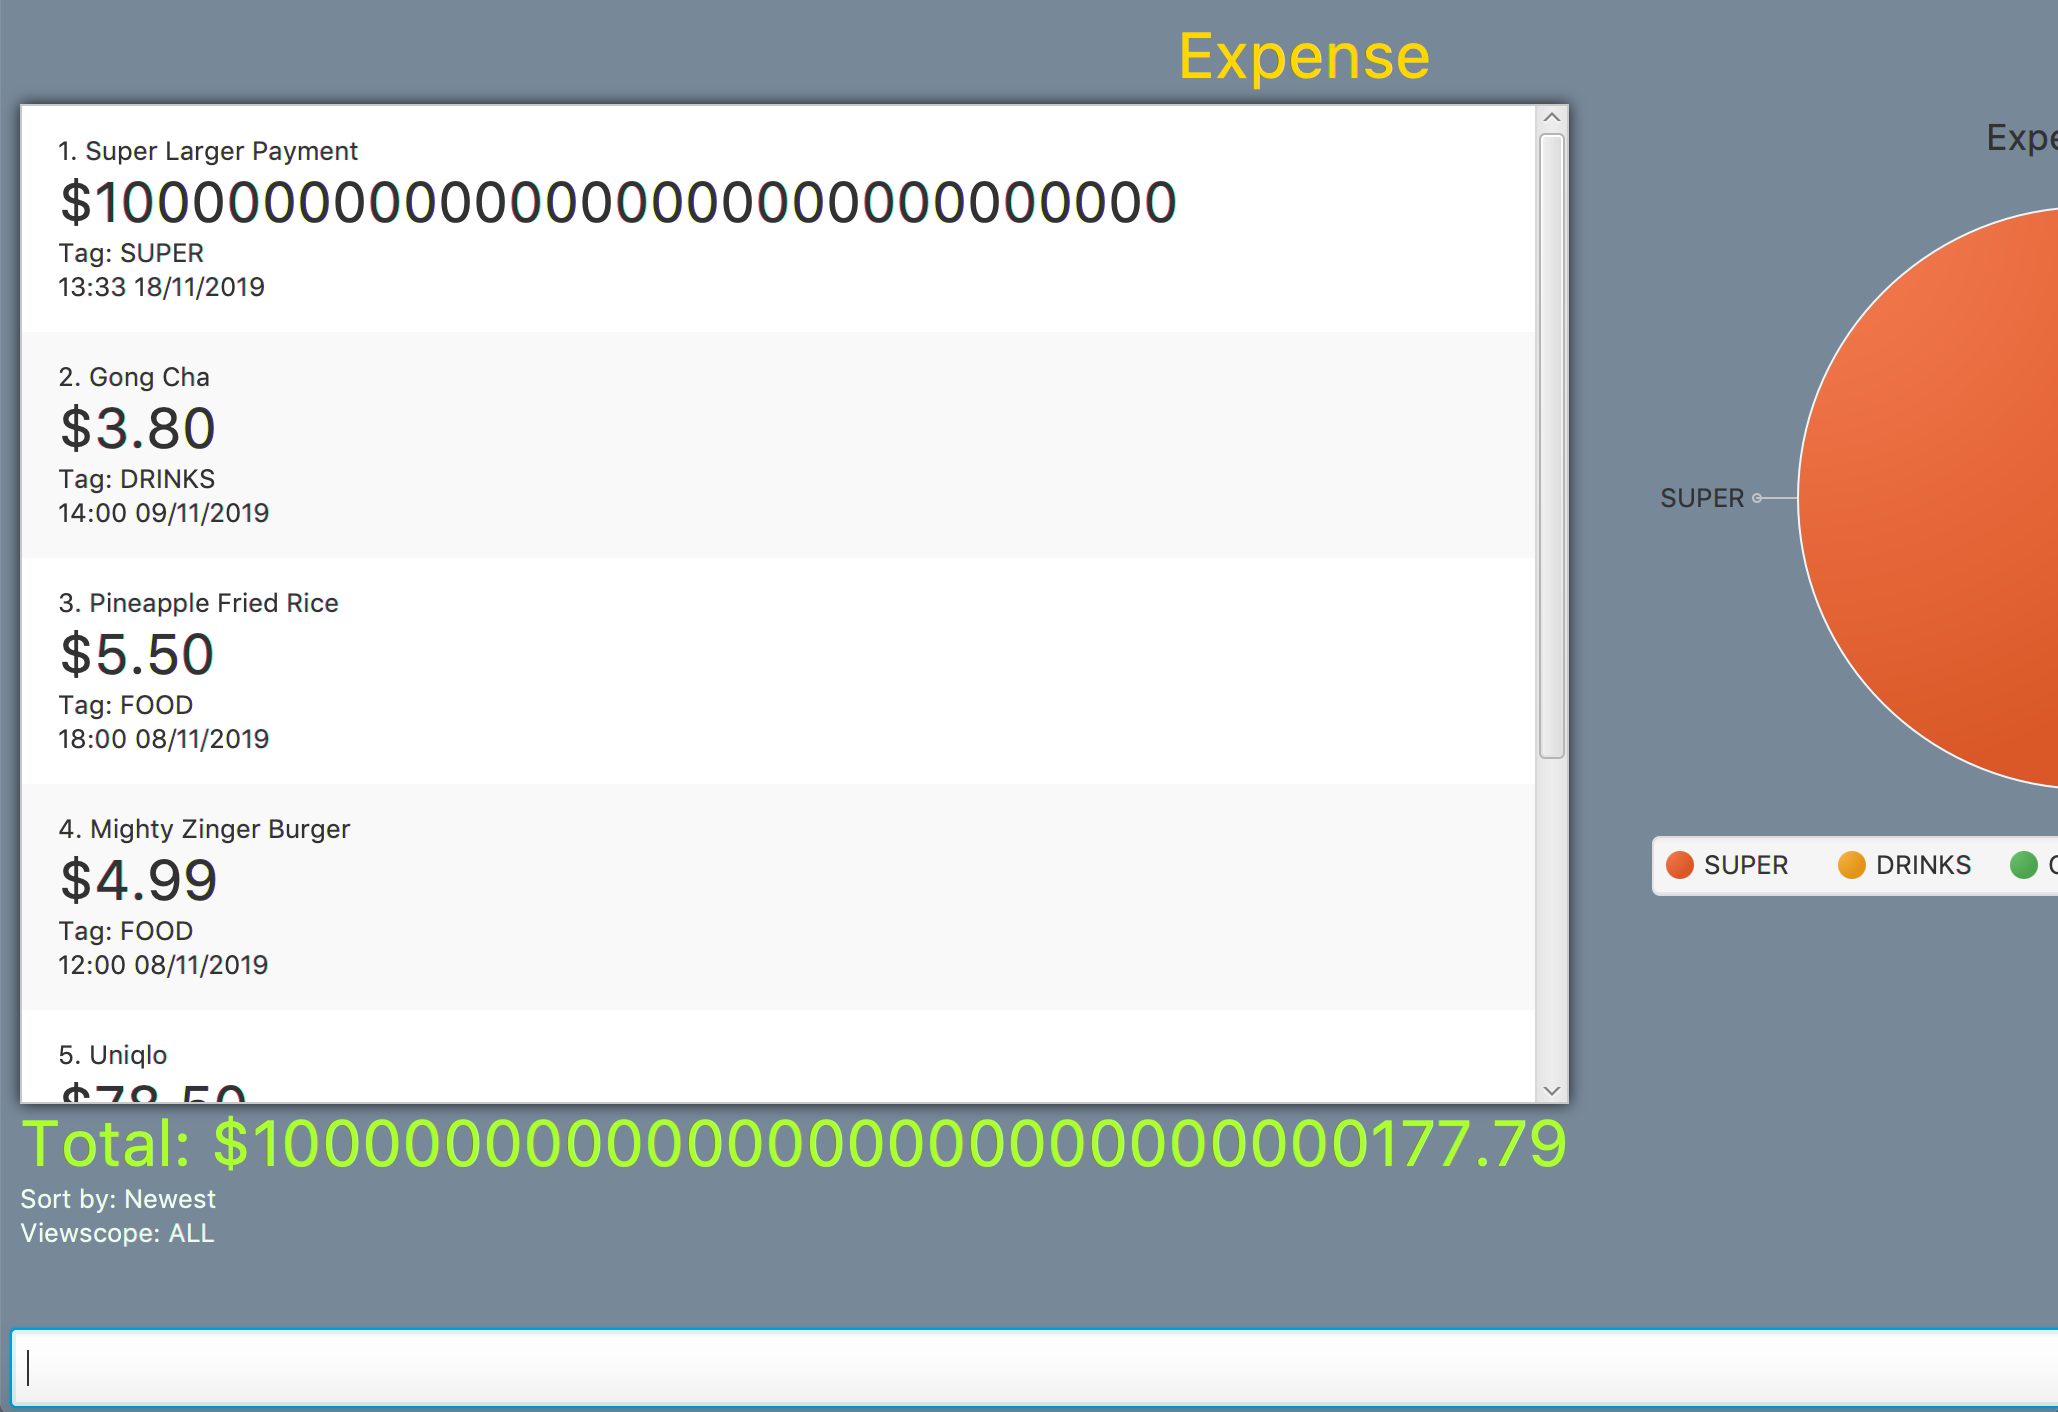 Expense
1. Super Larger Payment
$1000000000000000000000000000000
Tag: SUPER
13:33 18/11/2019
2. Gong Cha
$3.80
Tag: DRINKS
14:00 09/11/2019
3. Pineapple Fried Rice
$5.50
Tag: FOOD
18:00 08/11/2019
4. Mighty Zinger Burger
$4.99
Tag: FOOD
12:00 08/11/2019
5. Uniqlo
$78.50
Total: $1000000000000000000000000000177.79
Sort by: Newest
Viewscope: ALL
Expe
SUPER
SUPER
DRINKS